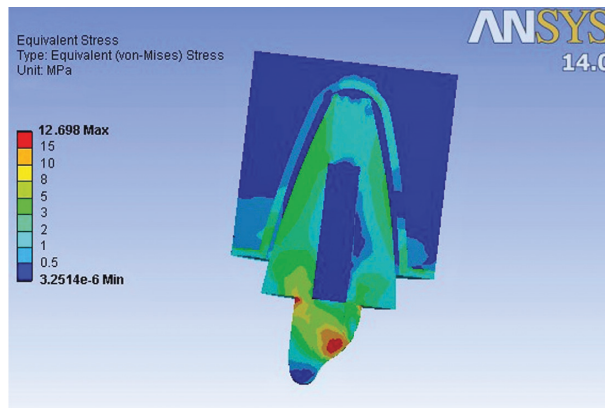 Equivalent Stress
Type: Equivalent (von-Mises) Stress
Unit: MPa
12.698 Max
15
10
8
5
3
2
1
0.5
3.2514e-6 Min
ANSYS
14.0